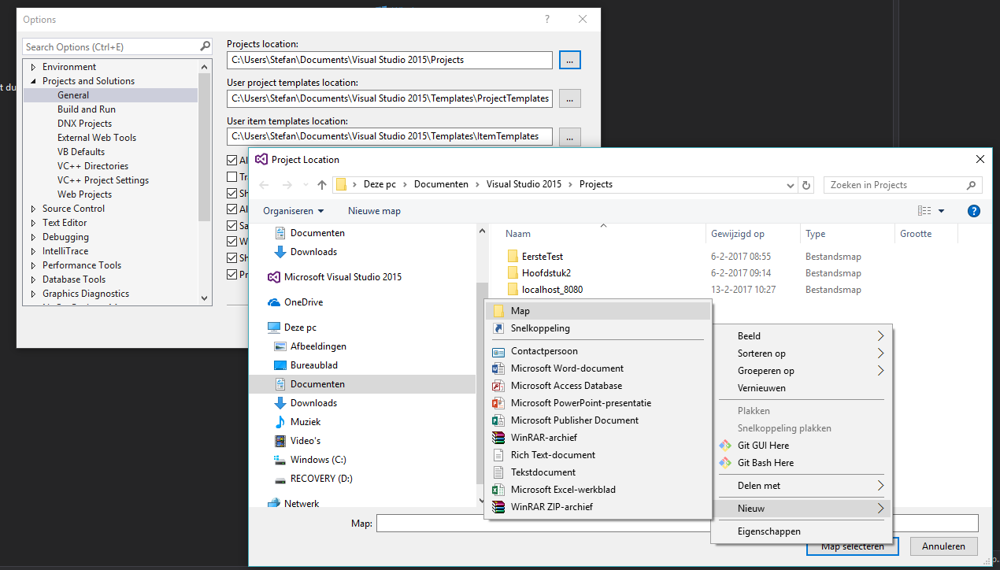 Options
?
Search Options (Ctrl+E)
Environment
Projects and Solutions
General
Build and Run
DNX Projects
External Web Tools
VB Defaults
VC++ Directories
VC++ Project Settings
Web Projects
Source Control
Text Editor
Debugging
IntelliTrace
Performance Tools
Database Tools
Graphics Diagnostics
Projects location:
C:\Users\Stefan\Documents\Visual Studio 2015\Projects
...
User project templates location:
C:\Users\Stefan\Documents\Visual Studio 2015\Templates\ProjectTemplates
...
User item templates location:
C:\Users\Stefan\Documents\Visual Studio 2015\Templates\ItemTemplates
...
Al
Tr
Sh
Al
Sa
W
Sh
Pr
t du
Project Location
Deze pc > Documenten > Visual Studio 2015 > Projects
Zoeken in Projects
Organiseren
Nieuwe map
?
Documenten
Downloads
Microsoft Visual Studio 2015
OneDrive
Deze pc
Afbeeldingen
Bureaublad
Documenten
Downloads
Muziek
Video's
Windows (C:)
RECOVERY (D:)
Netwerk
Naam Gewijzigd op Type Grootte
EersteTest 6-2-2017 08:55 Bestandsmap
Hoofdstuk2 6-2-2017 09:14 Bestandsmap
localhost_8080 13-2-2017 10:27 Bestandsmap
Map
Snelkoppeling
Contactpersoon
Microsoft Word-document
Microsoft Access Database
Microsoft PowerPoint-presentatie
Microsoft Publisher Document
WinRAR-archief
Rich Text-document
Tekstdocument
Microsoft Excel-werkblad
WinRAR ZIP-archief
Beeld
Sorteren op
Groeperen op
Vernieuwen
Plakken
Snelkoppeling plakken
Git GUI Here
Git Bash Here
Delen met
Nieuw
Eigenschappen
Map:
Map selecteren
Annuleren